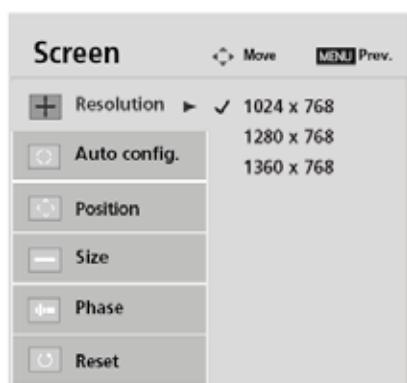 Screen Move MENU Prev.
Resolution 1024 x 768
1280 x 768
Auto config.
1360 x 768
Position
Size
Phase
Reset